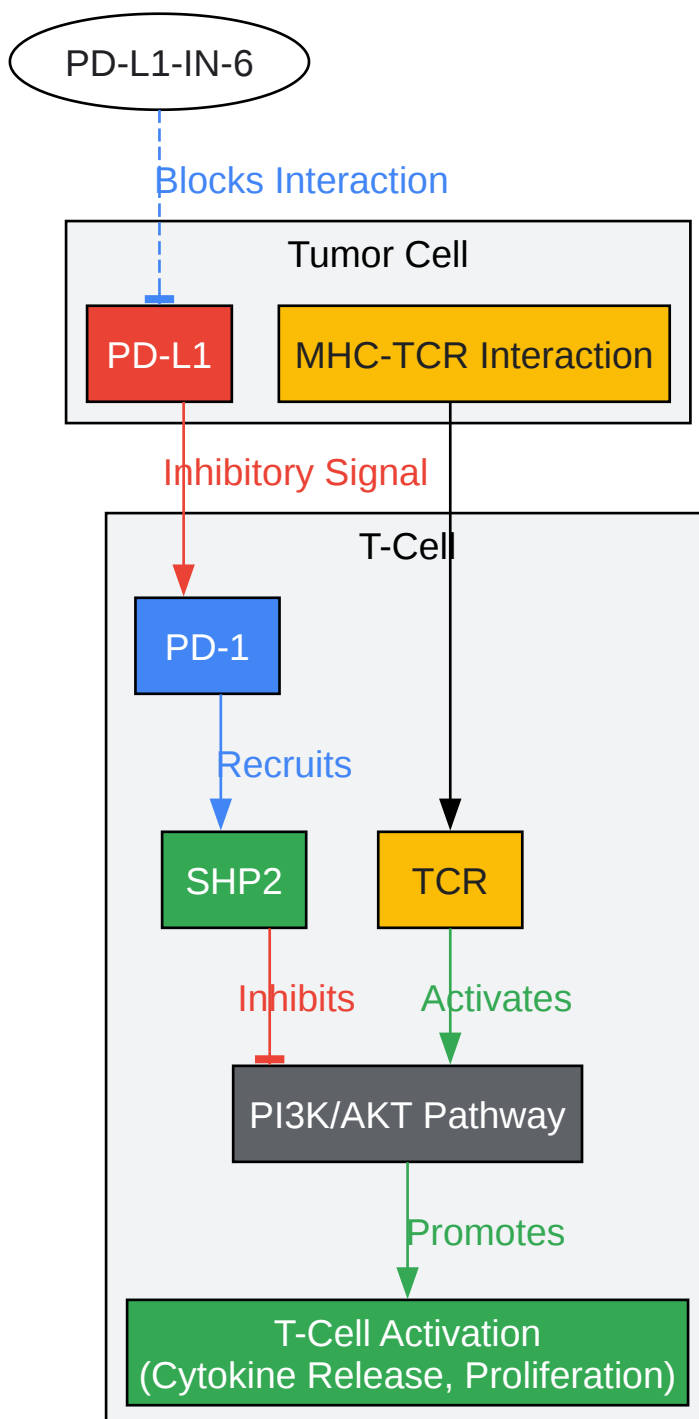 PD-L1-IN-6
Blocks Interaction
Tumor Cell
PD-L1
MHC-TCR Interaction
Inhibitory Signal
T-Cell
PD-1
Recruits
SHP2
TCR
Inhibits
Activates
PI3K/AKT Pathway
Promotes
T-Cell Activation
(Cytokine Release, Proliferation)